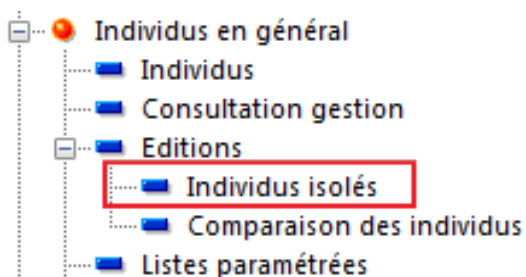 Individus en général
Individus
Consultation gestion
Editions
Individus isolés
Comparaison des individus
Listes paramétrées